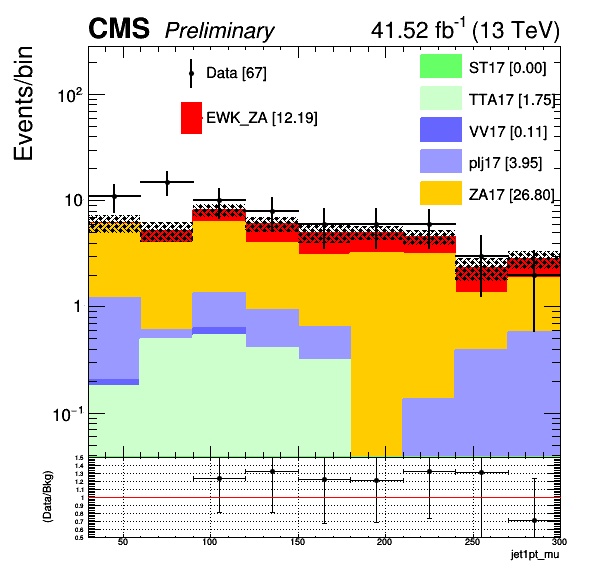 CMS Preliminary 41.52 fb⁻¹ (13 TeV)
Events/bin
10²
10
1
10⁻¹
Data [67]
EWK_ZA [12.19]
ST17 [0.00]
TTA17 [1.75]
VV17 [0.11]
plj17 [3.95]
ZA17 [26.80]
(Data/Bkg)
1.5
1.4
1.3
1.2
1.1
1
0.9
0.8
0.7
0.6
0.5
50 100 150 200 250 300
jet1pt_mu